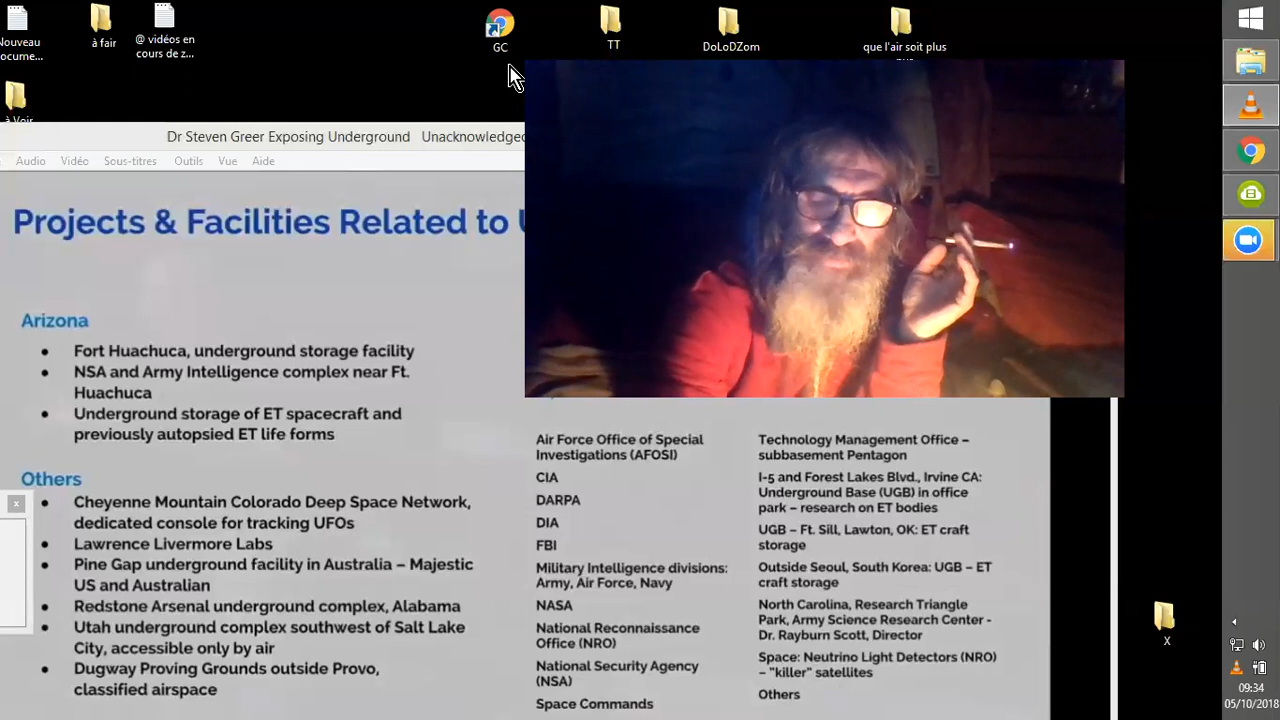 Nouveau
docume...
à fair
@ vidéos en
cours de z...
GC
TT
DoLoDZom
que l'air soit plus
à Voir
Dr Steven Greer Exposing Underground Unacknowledged
Audio Vidéo Sous-titres Outils Vue Aide
Projects & Facilities Related to
Arizona
• Fort Huachuca, underground storage facility
• NSA and Army Intelligence complex near Ft.
Huachuca
• Underground storage of ET spacecraft and
previously autopsied ET life forms
Others
• Cheyenne Mountain Colorado Deep Space Network,
dedicated console for tracking UFOs
• Lawrence Livermore Labs
• Pine Gap underground facility in Australia – Majestic
US and Australian
• Redstone Arsenal underground complex, Alabama
• Utah underground complex southwest of Salt Lake
City, accessible only by air
• Dugway Proving Grounds outside Provo,
classified airspace
Air Force Office of Special
Investigations (AFOSI)
CIA
DARPA
DIA
FBI
Military Intelligence divisions:
Army, Air Force, Navy
NASA
National Reconnaissance
Office (NRO)
National Security Agency
(NSA)
Space Commands
Technology Management Office –
subbasement Pentagon
I-5 and Forest Lakes Blvd., Irvine CA:
Underground Base (UGB) in office
park – research on ET bodies
UGB – Ft. Sill, Lawton, OK: ET craft
storage
Outside Seoul, South Korea: UGB – ET
craft storage
North Carolina, Research Triangle
Park, Army Science Research Center -
Dr. Rayburn Scott, Director
Space: Neutrino Light Detectors (NRO)
– "killer" satellites
Others
X
09:34
05/10/2018